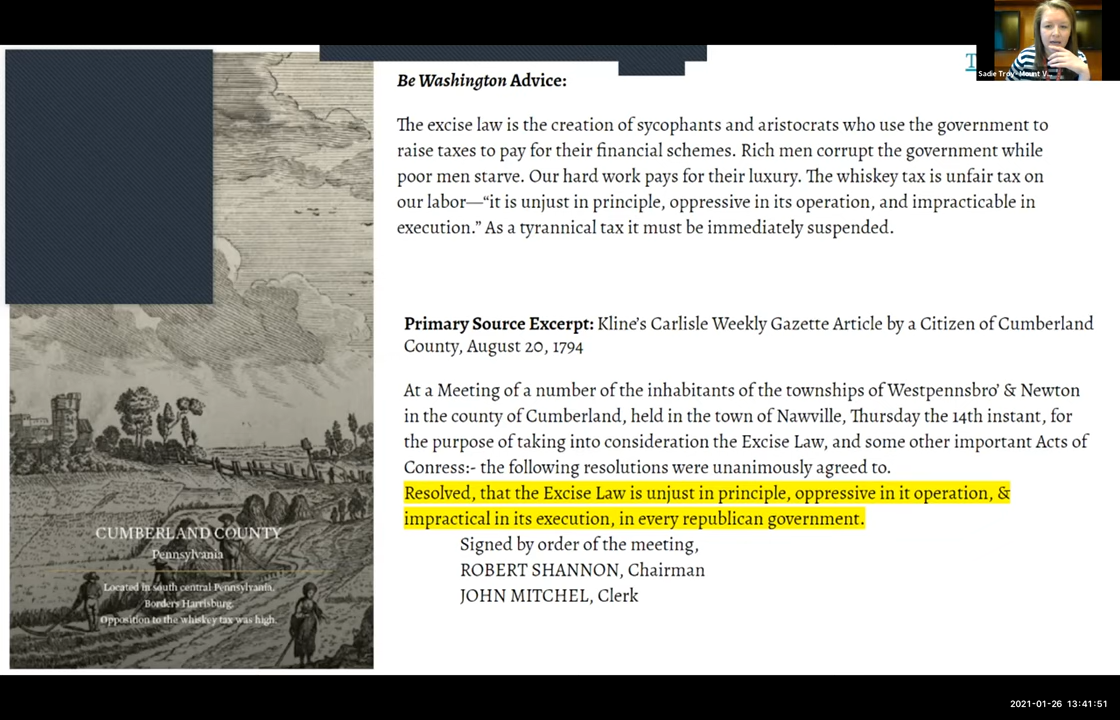 T
Sadie Troy- Mount V...
Be Washington Advice:
The excise law is the creation of sycophants and aristocrats who use the government to
raise taxes to pay for their financial schemes. Rich men corrupt the government while
poor men starve. Our hard work pays for their luxury. The whiskey tax is unfair tax on
our labor—“it is unjust in principle, oppressive in its operation, and impracticable in
execution.” As a tyrannical tax it must be immediately suspended.
Primary Source Excerpt: Kline’s Carlisle Weekly Gazette Article by a Citizen of Cumberland
County, August 20, 1794
At a Meeting of a number of the inhabitants of the townships of Westpennsbro’ & Newton
in the county of Cumberland, held in the town of Nawville, Thursday the 14th instant, for
the purpose of taking into consideration the Excise Law, and some other important Acts of
Conress:- the following resolutions were unanimously agreed to.
Resolved, that the Excise Law is unjust in principle, oppressive in it operation, &
impractical in its execution, in every republican government.
Signed by order of the meeting,
ROBERT SHANNON, Chairman
JOHN MITCHEL, Clerk
CUMBERLAND COUNTY
Pennsylvania
Located in south central Pennsylvania.
Borders Harrisburg.
Opposition to the whiskey tax was high.
2021-01-26 13:41:51